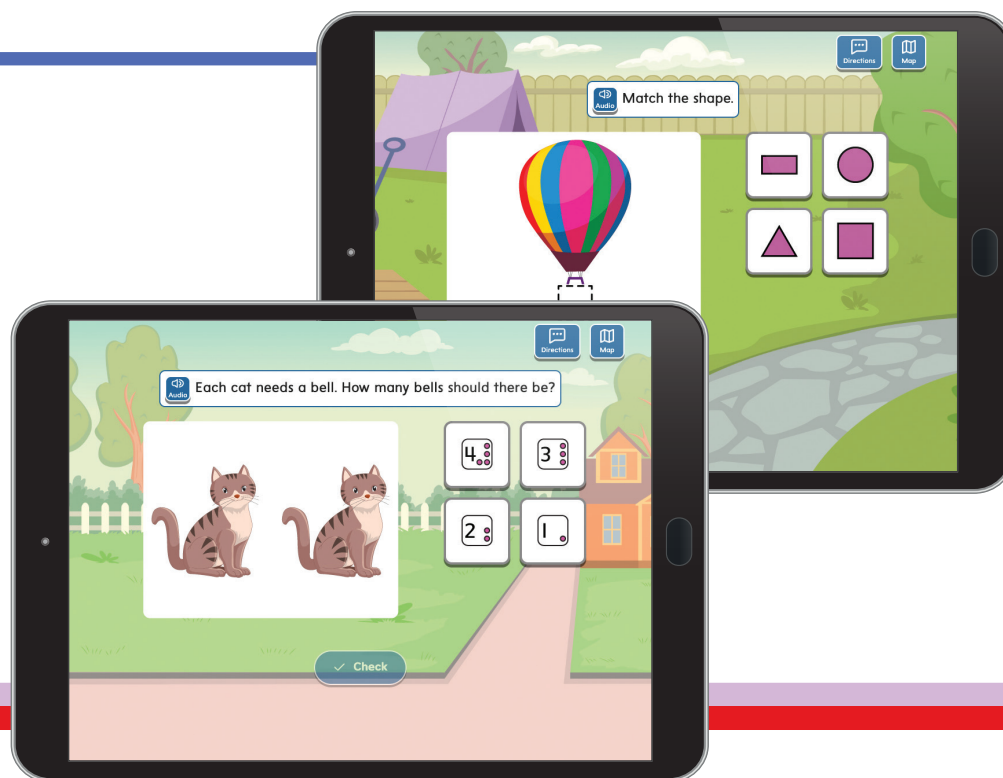 Directions
Map
Audio
Match the shape.
Directions
Map
Audio
Each cat needs a bell. How many bells should there be?
4
3
2
1
Check